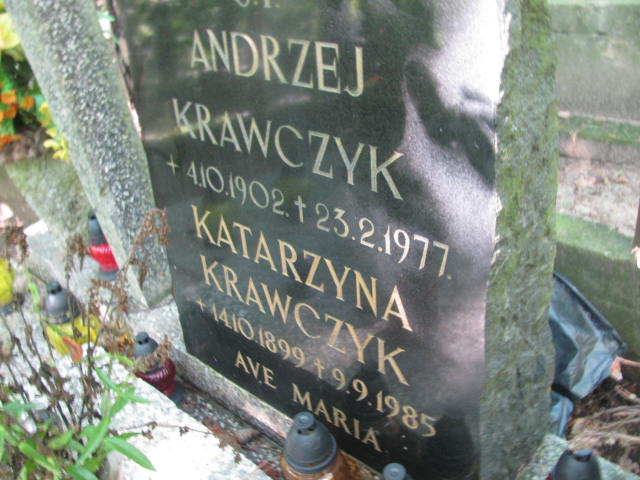 Ś.P.
ANDRZEJ
KRAWCZYK
+ 4.10.1902. † 23.2.1977.
KATARZYNA
KRAWCZYK
+ 14.10.1899 † 9.9.1985
AVE MARIA